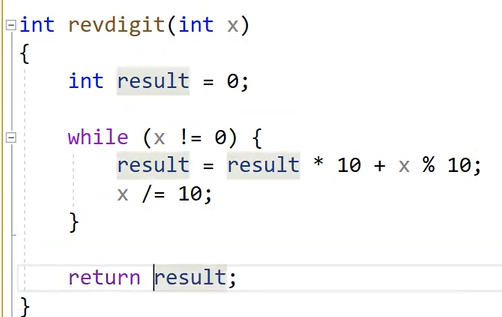 int revdigit(int x)
{
    int result = 0;

    while (x != 0) {
        result = result * 10 + x % 10;
        x /= 10;
    }

    return result;
}